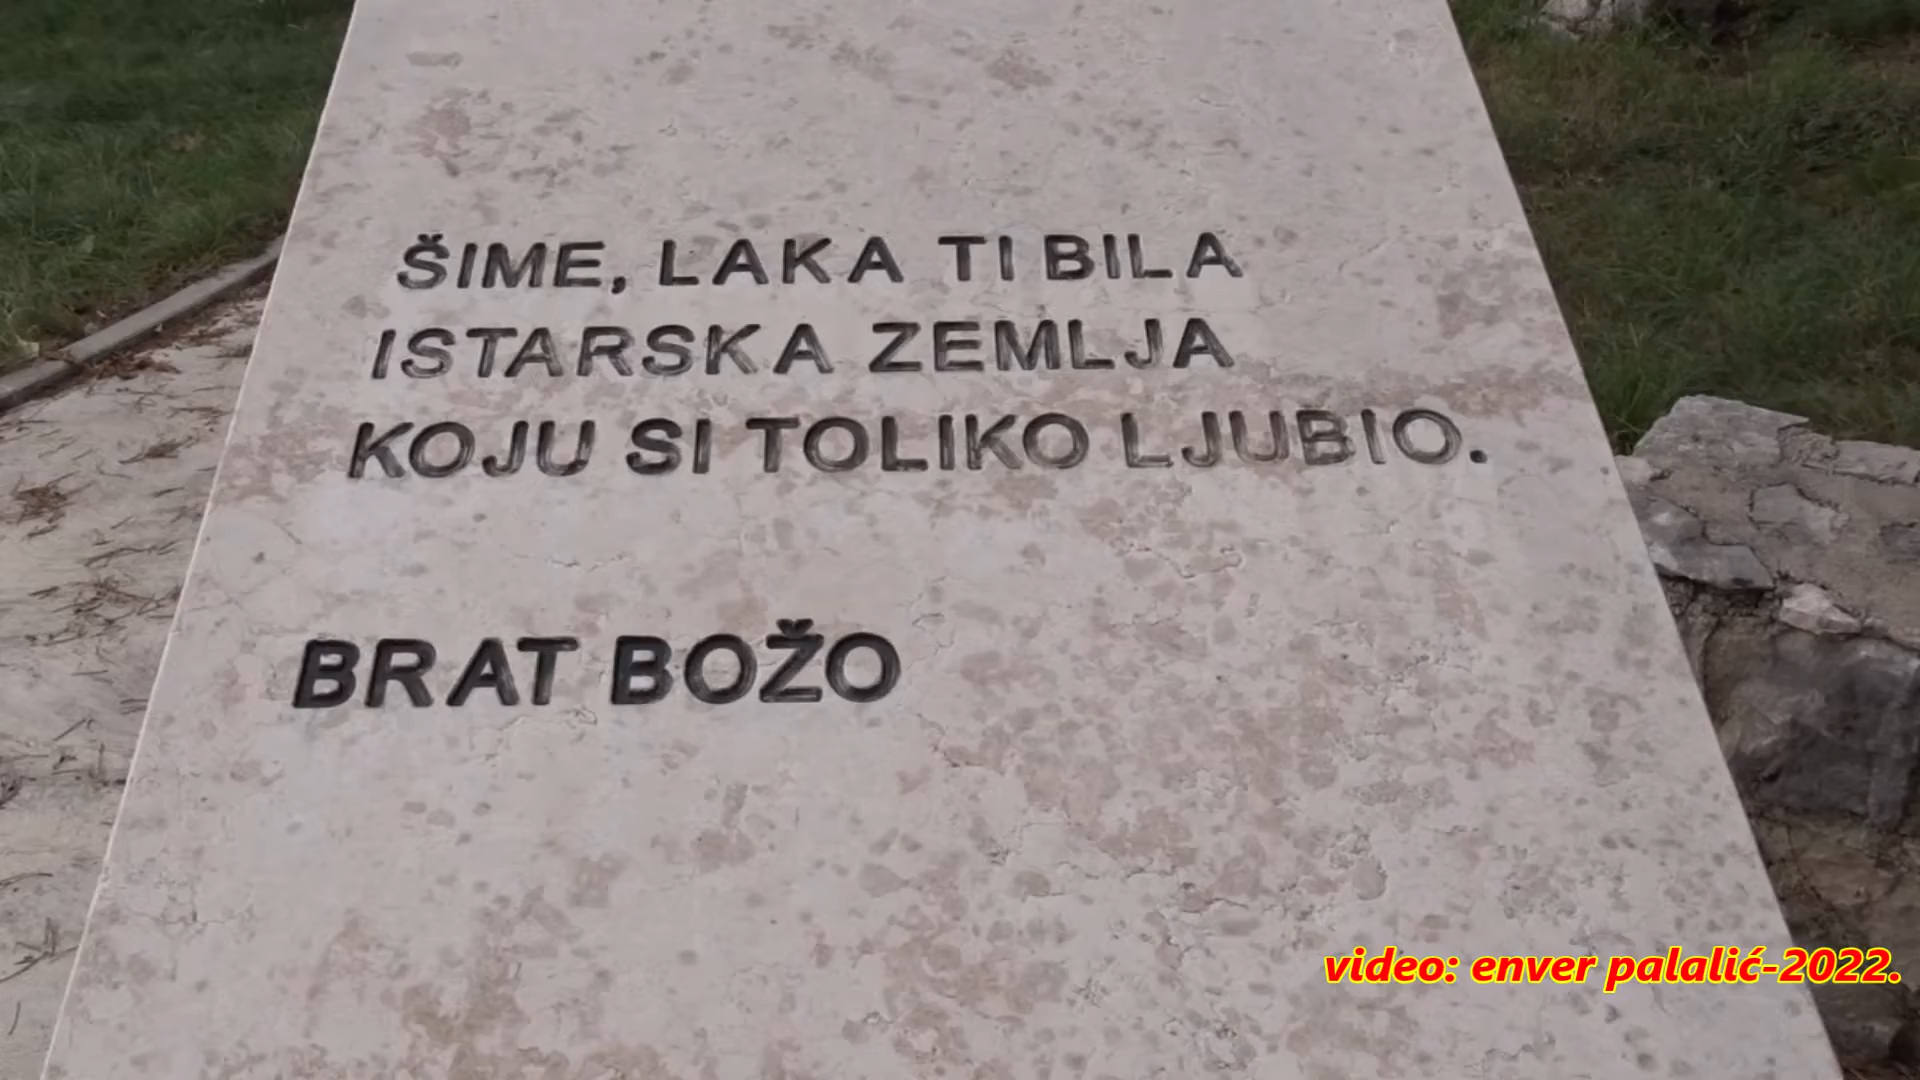 ŠIME, LAKA TI BILA
ISTARSKA ZEMLJA
KOJU SI TOLIKO LJUBIO.
BRAT BOŽO
video: enver palalić-2022.